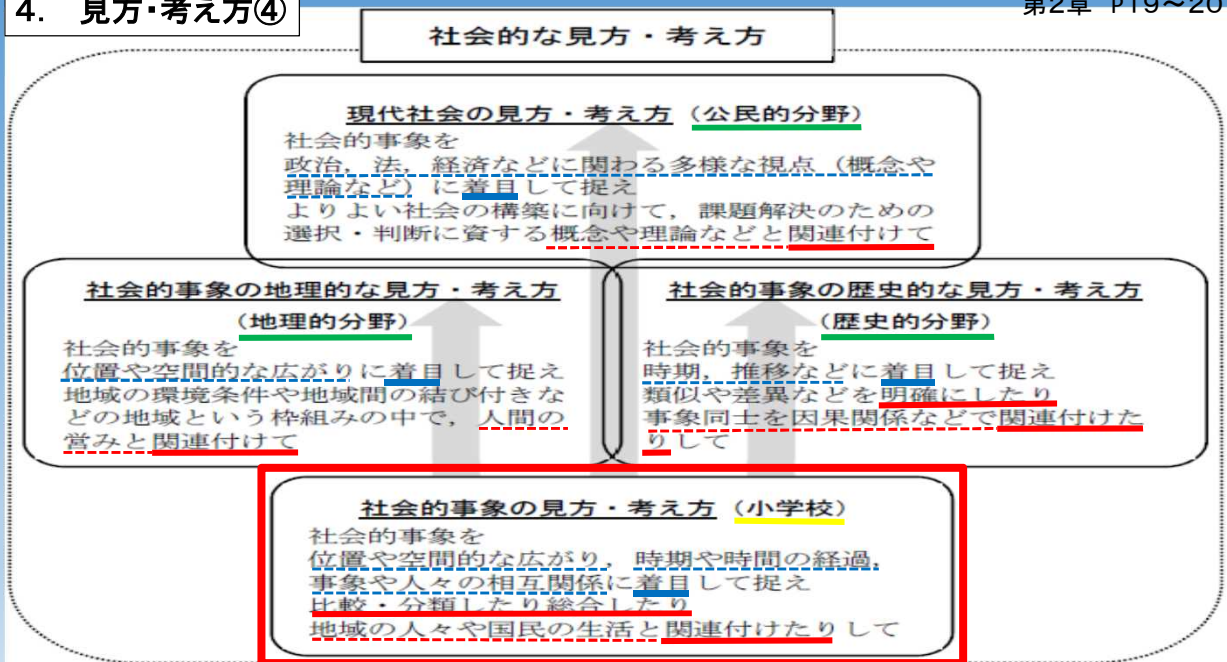 4. 見方・考え方④
第2章 P19～20
社会的な見方・考え方
現代社会の見方・考え方（公民的分野）
社会的事象を
政治，法，経済などに関わる多様な視点（概念や
理論など）に着目して捉え
よりよい社会の構築に向けて，課題解決のための
選択・判断に資する概念や理論などと関連付けて
社会的事象の地理的な見方・考え方
（地理的分野）
社会的事象を
位置や空間的な広がりに着目して捉え
地域の環境条件や地域間の結び付きな
どの地域という枠組みの中で，人間の
営みと関連付けて
社会的事象の歴史的な見方・考え方
（歴史的分野）
社会的事象を
時期，推移などに着目して捉え
類似や差異などを明確にしたり
事象同士を因果関係などで関連付けた
りして
社会的事象の見方・考え方（小学校）
社会的事象を
位置や空間的な広がり，時期や時間の経過，
事象や人々の相互関係に着目して捉え
比較・分類したり総合したり
地域の人々や国民の生活と関連付けたりして